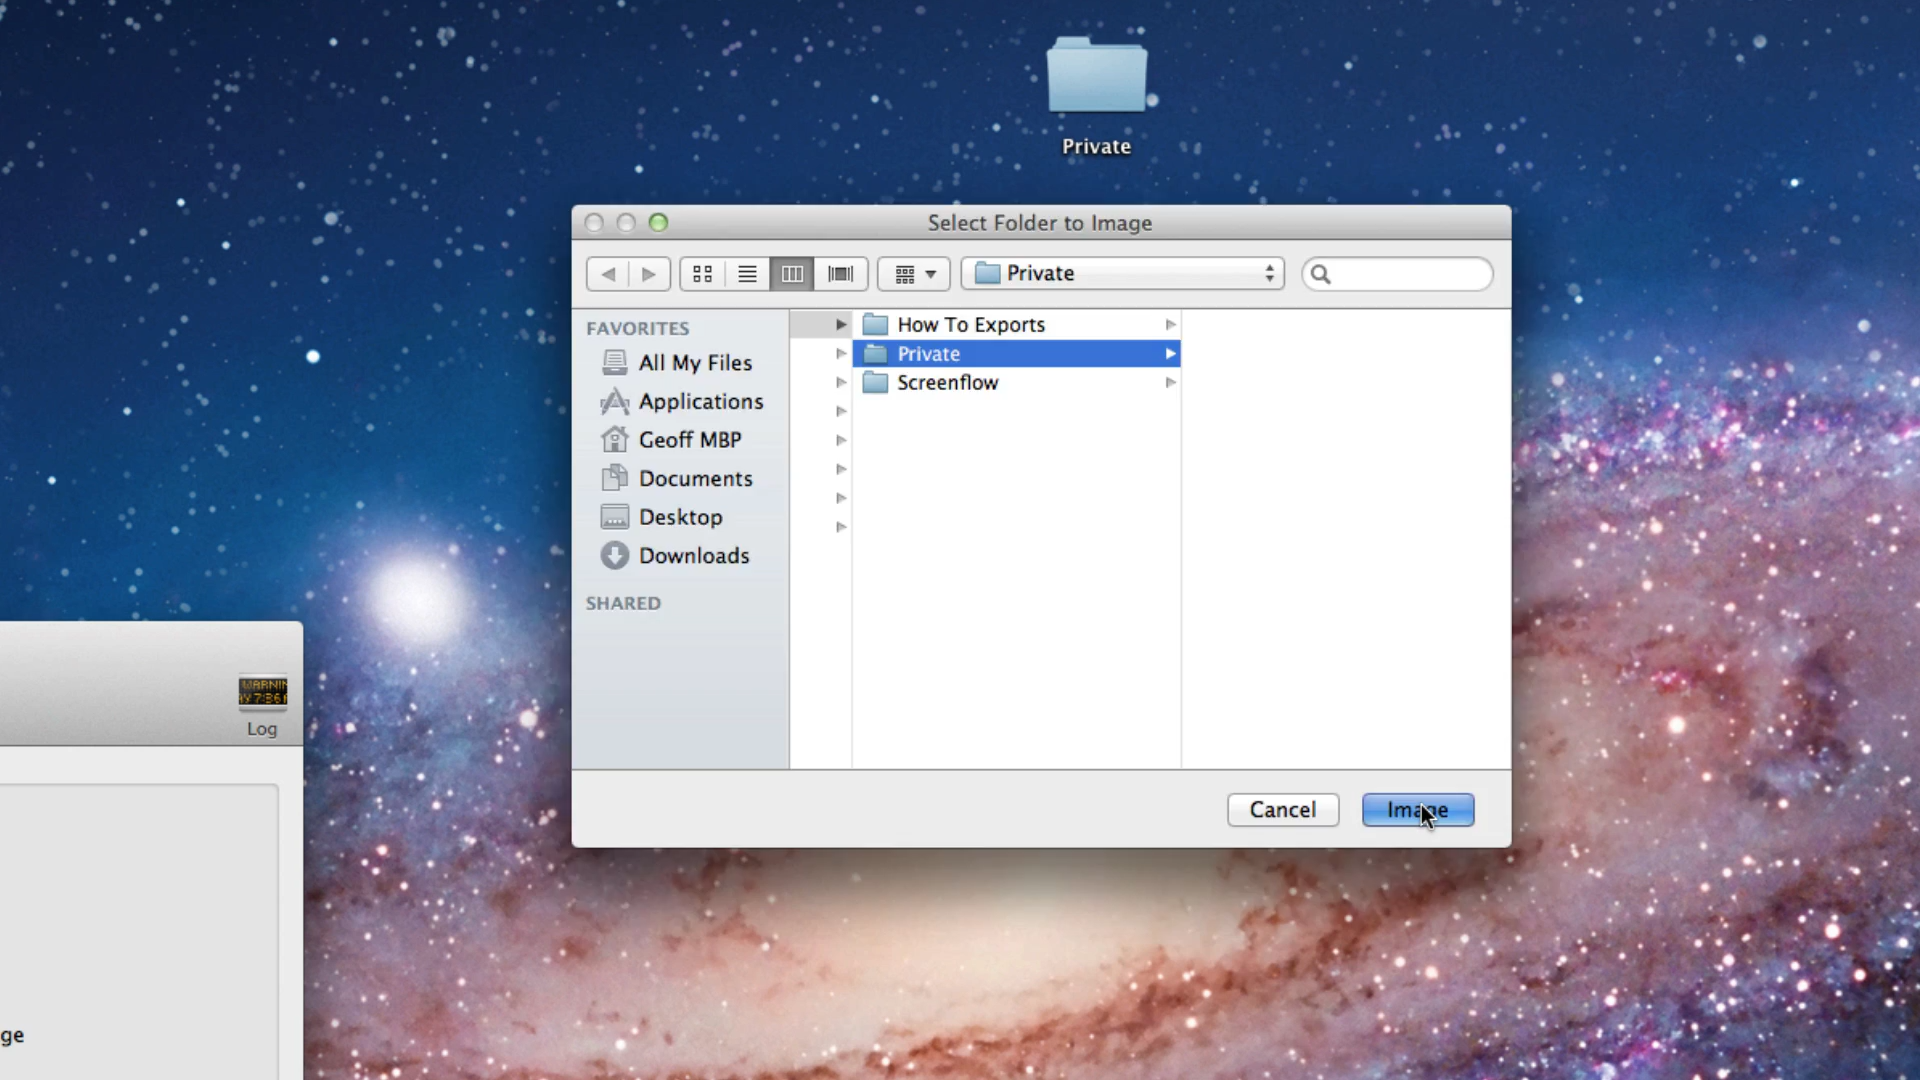 Private
Select Folder to Image
Private
FAVORITES
All My Files
Applications
Geoff MBP
Documents
Desktop
Downloads
SHARED
How To Exports
Private
Screenflow
Cancel
Image
WARNIN
Log
ge